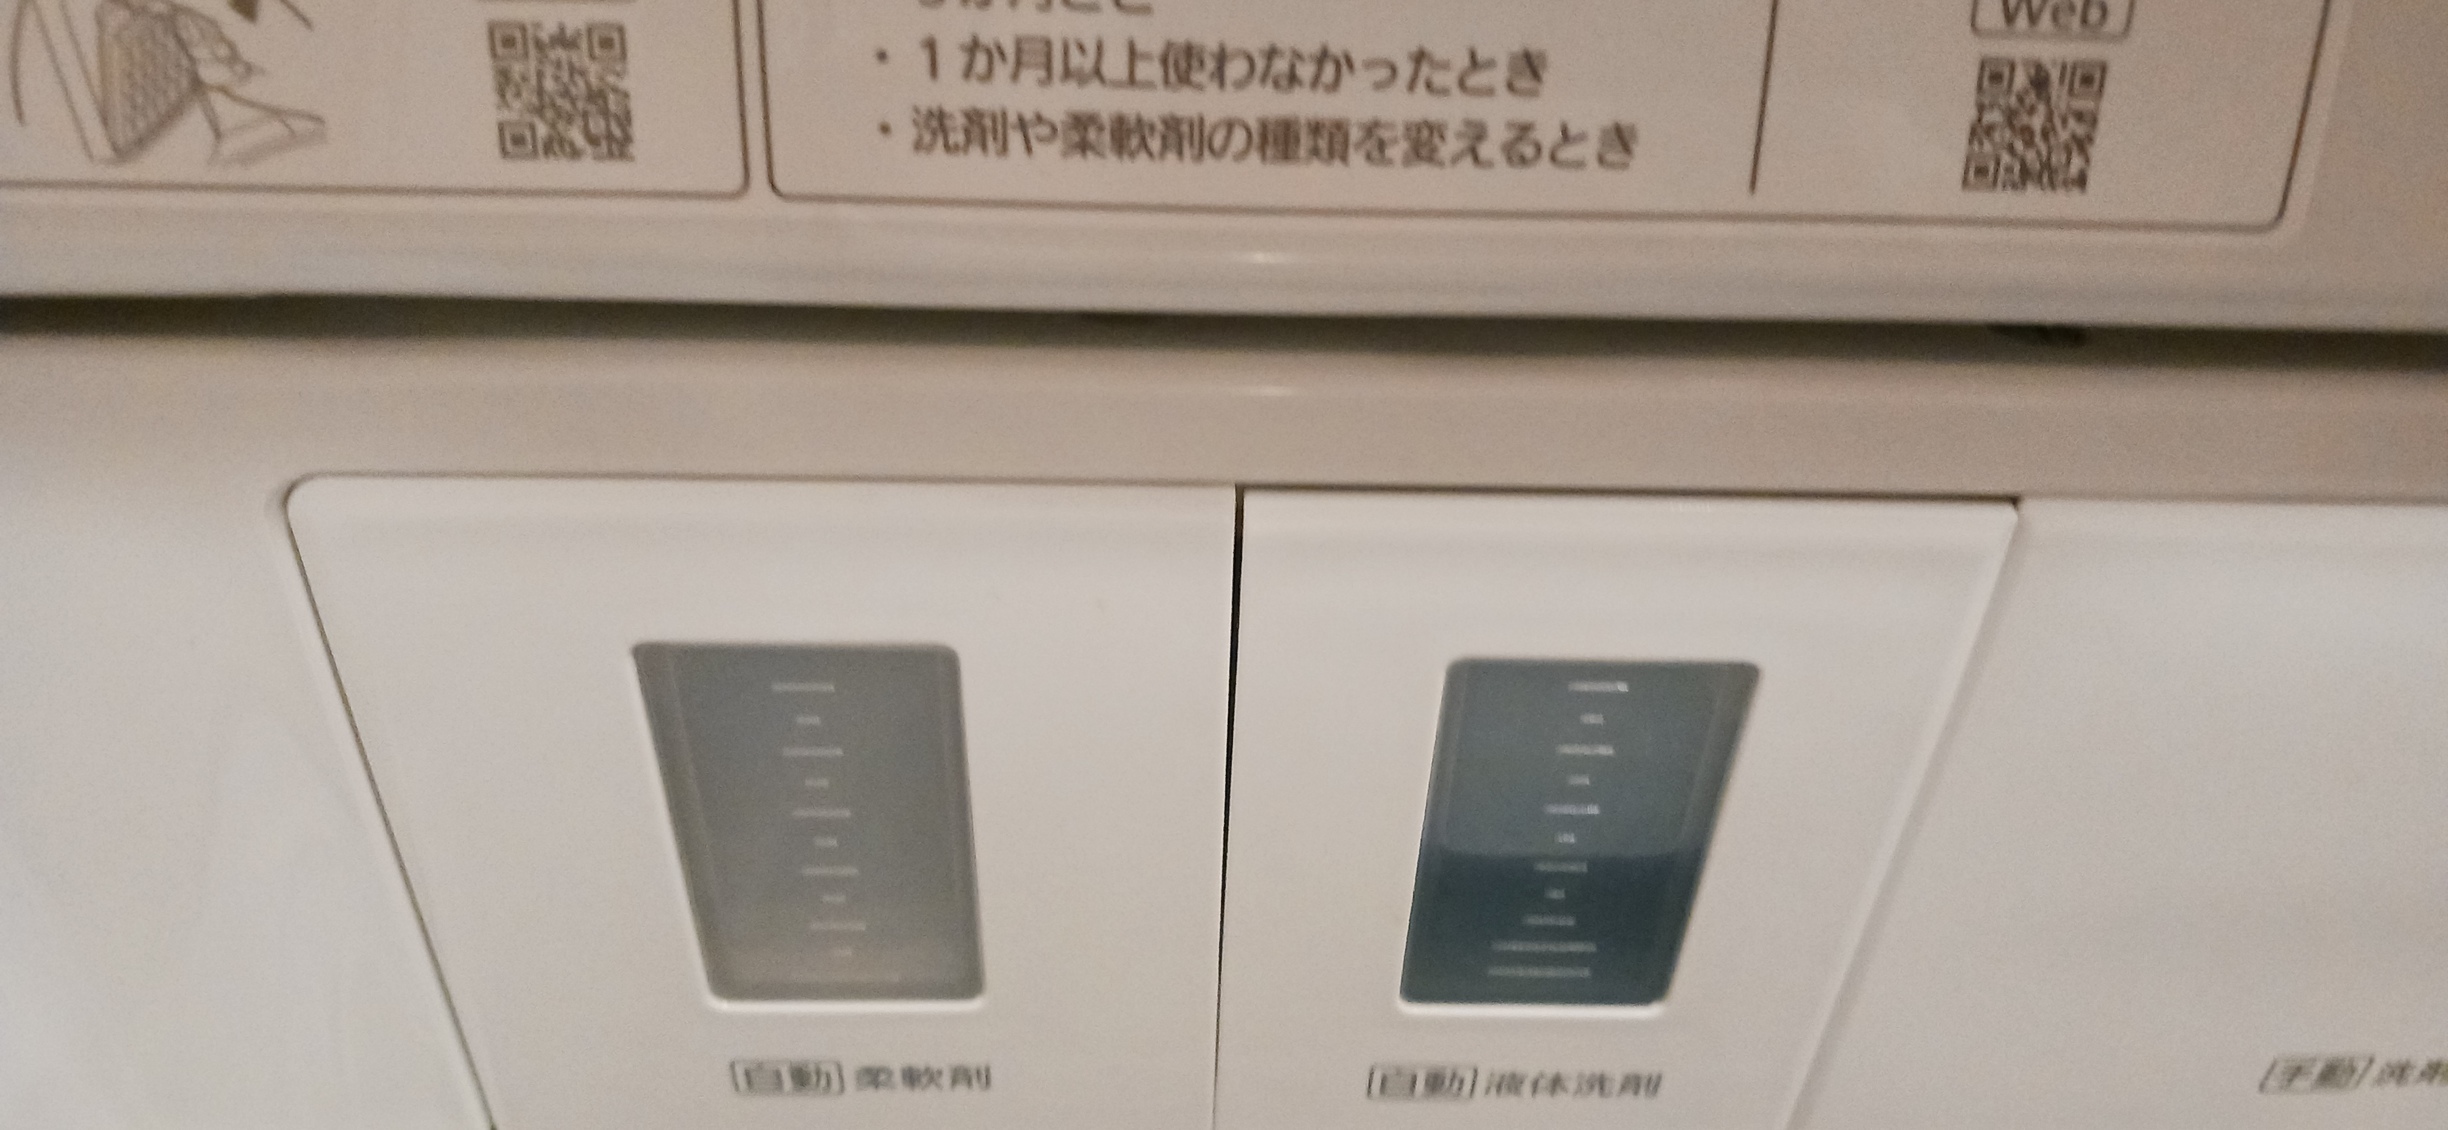 Web
・1か月以上使わなかったとき
・洗剤や柔軟剤の種類を変えるとき
自動 柔軟剤
自動 液体洗剤
手動 洗剤